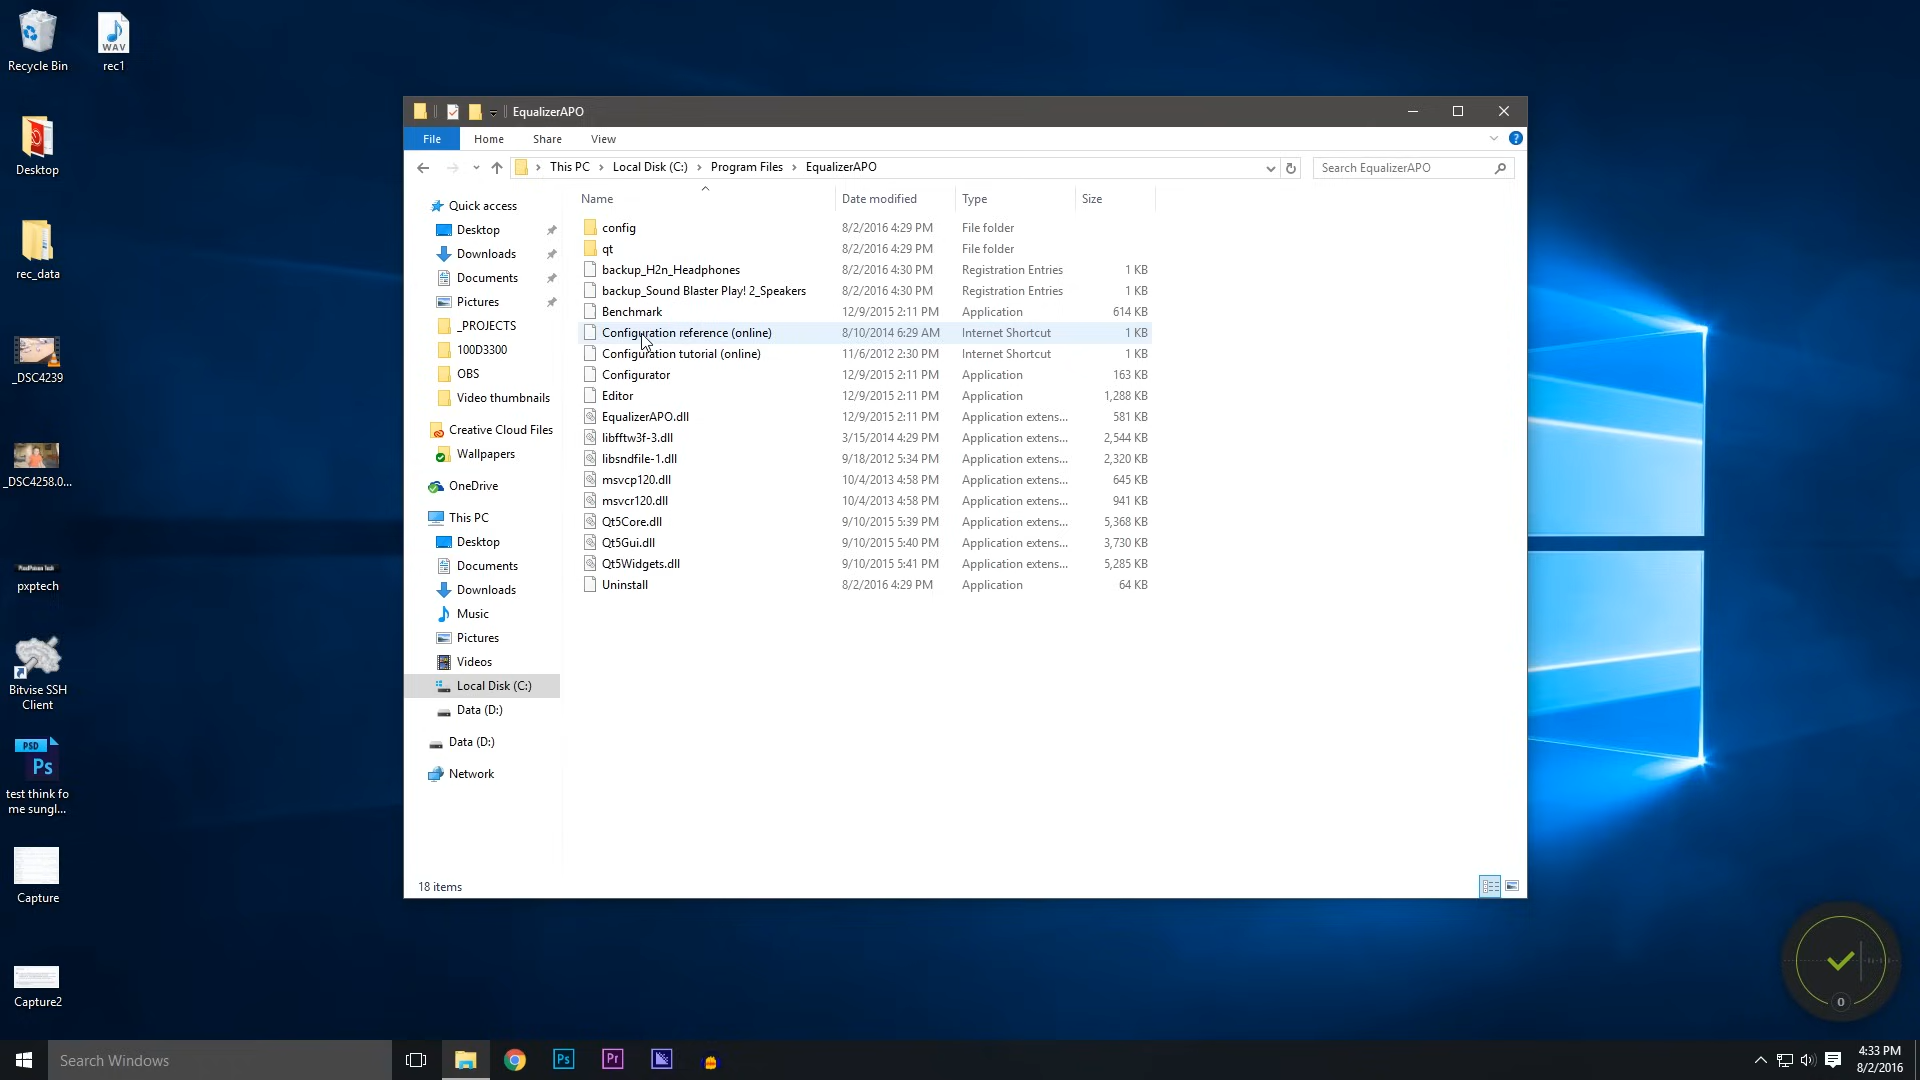 Recycle Bin
WAV
rec1
Desktop
rec_data
_DSC4239
_DSC4258.0...
pxptech
Bitvise SSH
Client
PSD
Ps
test think fo
me sungl...
Capture
Capture2
EqualizerAPO
File Home Share View
This PC Local Disk (C:) Program Files EqualizerAPO
Search EqualizerAPO
Quick access
Desktop
Downloads
Documents
Pictures
_PROJECTS
100D3300
OBS
Video thumbnails
Creative Cloud Files
Wallpapers
OneDrive
This PC
Desktop
Documents
Downloads
Music
Pictures
Videos
Local Disk (C:)
Data (D:)
Data (D:)
Network
Name Date modified Type Size
config 8/2/2016 4:29 PM File folder
qt 8/2/2016 4:29 PM File folder
backup_H2n_Headphones 8/2/2016 4:30 PM Registration Entries 1 KB
backup_Sound Blaster Play! 2_Speakers 8/2/2016 4:30 PM Registration Entries 1 KB
Benchmark 12/9/2015 2:11 PM Application 614 KB
Configuration reference (online) 8/10/2014 6:29 AM Internet Shortcut 1 KB
Configuration tutorial (online) 11/6/2012 2:30 PM Internet Shortcut 1 KB
Configurator 12/9/2015 2:11 PM Application 163 KB
Editor 12/9/2015 2:11 PM Application 1,288 KB
EqualizerAPO.dll 12/9/2015 2:11 PM Application extens... 581 KB
libfftw3f-3.dll 3/15/2014 4:29 PM Application extens... 2,544 KB
libsndfile-1.dll 9/18/2012 5:34 PM Application extens... 2,320 KB
msvcp120.dll 10/4/2013 4:58 PM Application extens... 645 KB
msvcr120.dll 10/4/2013 4:58 PM Application extens... 941 KB
Qt5Core.dll 9/10/2015 5:39 PM Application extens... 5,368 KB
Qt5Gui.dll 9/10/2015 5:40 PM Application extens... 3,730 KB
Qt5Widgets.dll 9/10/2015 5:41 PM Application extens... 5,285 KB
Uninstall 8/2/2016 4:29 PM Application 64 KB
18 items
0
Search Windows
Ps
Pr
4:33 PM
8/2/2016